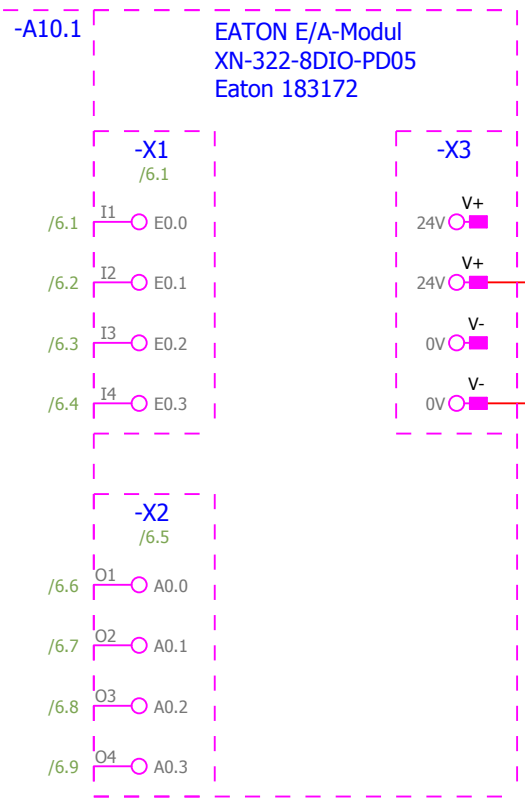 -A10.1
EATON E/A-Modul
XN-322-8DIO-PD05
Eaton 183172
-X1
/6.1
/6.1 I1 E0.0
/6.2 I2 E0.1
/6.3 I3 E0.2
/6.4 I4 E0.3
-X3
V+
24V
V+
24V
V-
0V
V-
0V
-X2
/6.5
/6.6 O1 A0.0
/6.7 O2 A0.1
/6.8 O3 A0.2
/6.9 O4 A0.3